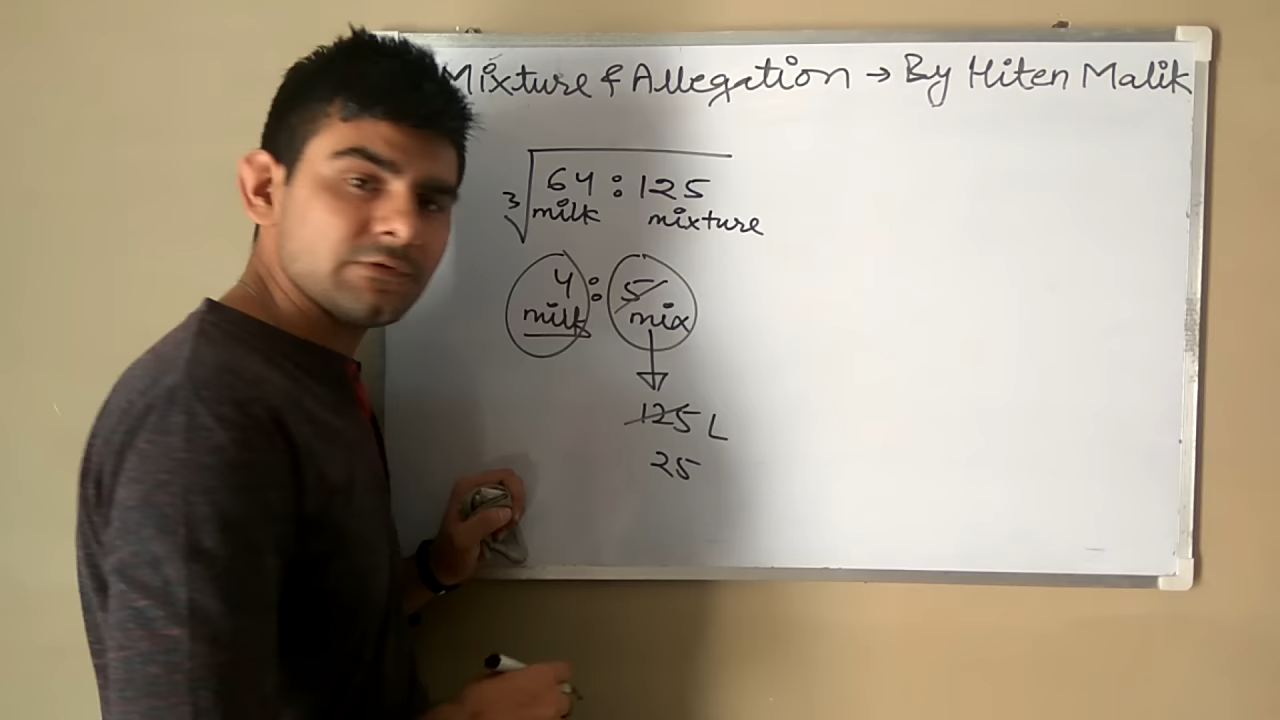 Mixture & Allegation → By Hiten Malik
3√64 : 125
milk mixture
4 : 5
milk mix
125 L
25